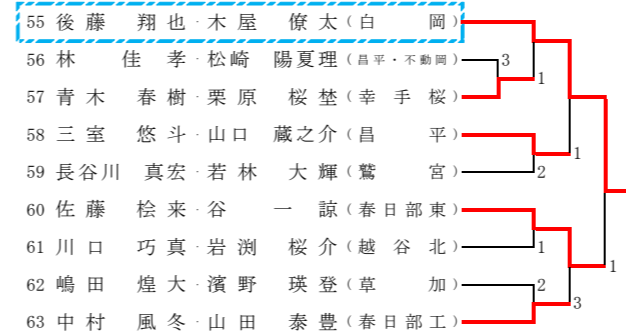 55 後藤 翔也・木屋 僚太(白岡)
56 林 佳孝・松崎 陽夏理(昌平・不動岡) 3
57 青木 春樹・栗原 桜埜(幸手桜) 1
58 三室 悠斗・山口 蔵之介(昌平) 1
59 長谷川 真宏・若林 大輝(鷲宮) 2
60 佐藤 桧来・谷 一諒(春日部東)
61 川口 巧真・岩渕 桜介(越谷北) 1
62 嶋田 煌大・濱野 瑛登(草加) 2 1
63 中村 風冬・山田 泰豊(春日部工) 3